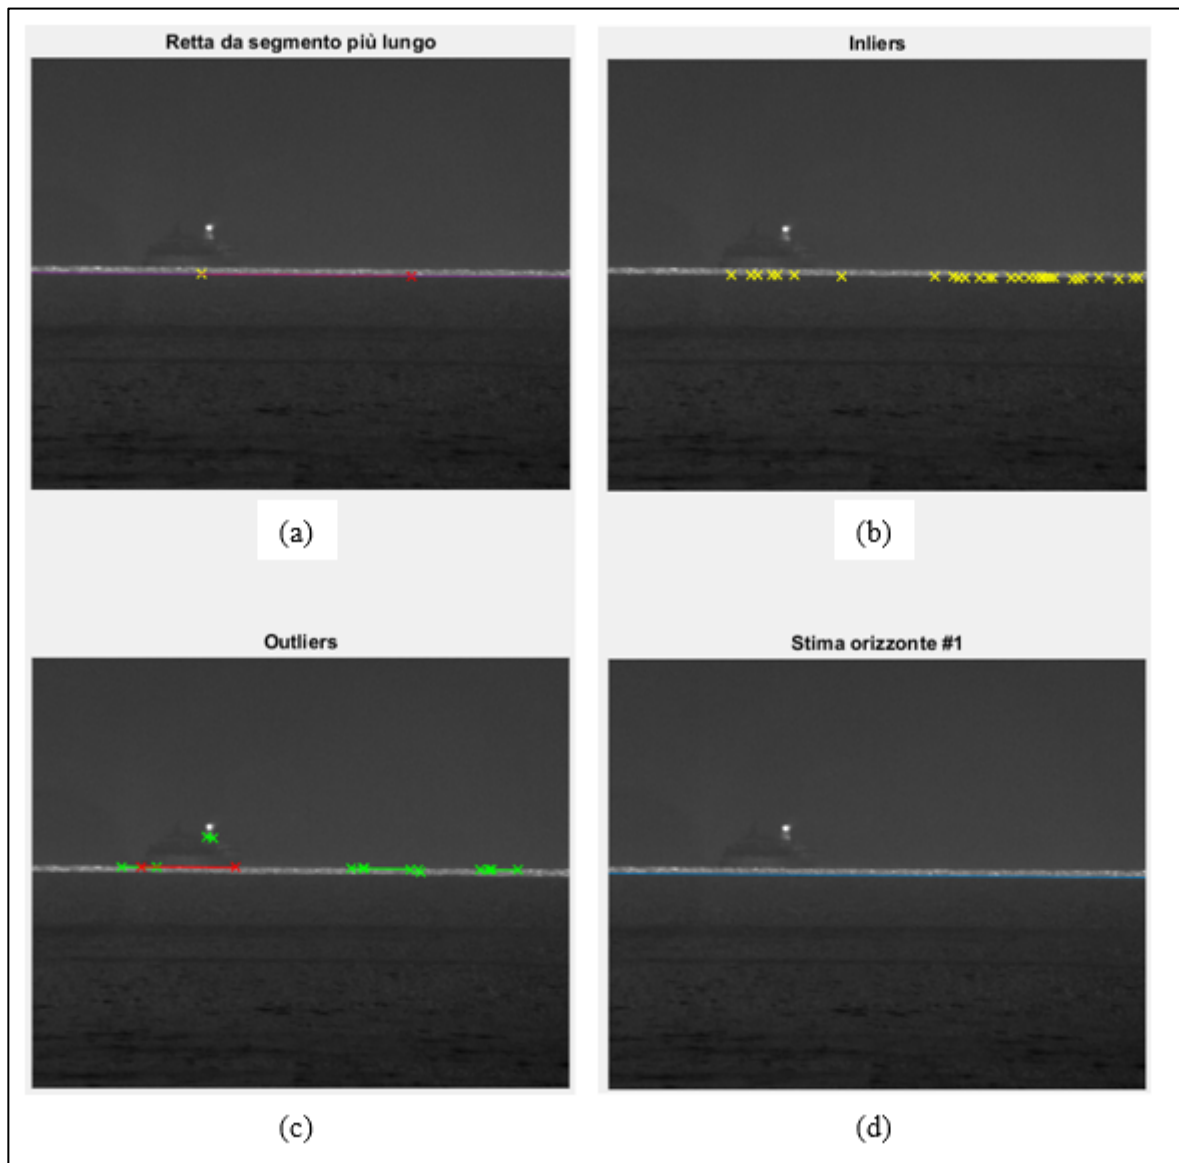 Retta da segmento più lungo
Inliers
(a)
(b)
Outliers
Stima orizzonte #1
(c)
(d)